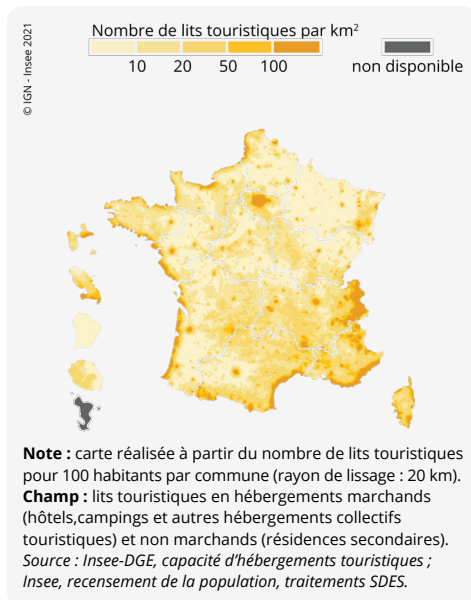 Nombre de lits touristiques par km²
10 20 50 100 non disponible
© IGN - Insee 2021
Note : carte réalisée à partir du nombre de lits touristiques
pour 100 habitants par commune (rayon de lissage : 20 km).
Champ : lits touristiques en hébergements marchands
(hôtels,campings et autres hébergements collectifs
touristiques) et non marchands (résidences secondaires).
Source : Insee-DGE, capacité d’hébergements touristiques ;
Insee, recensement de la population, traitements SDES.